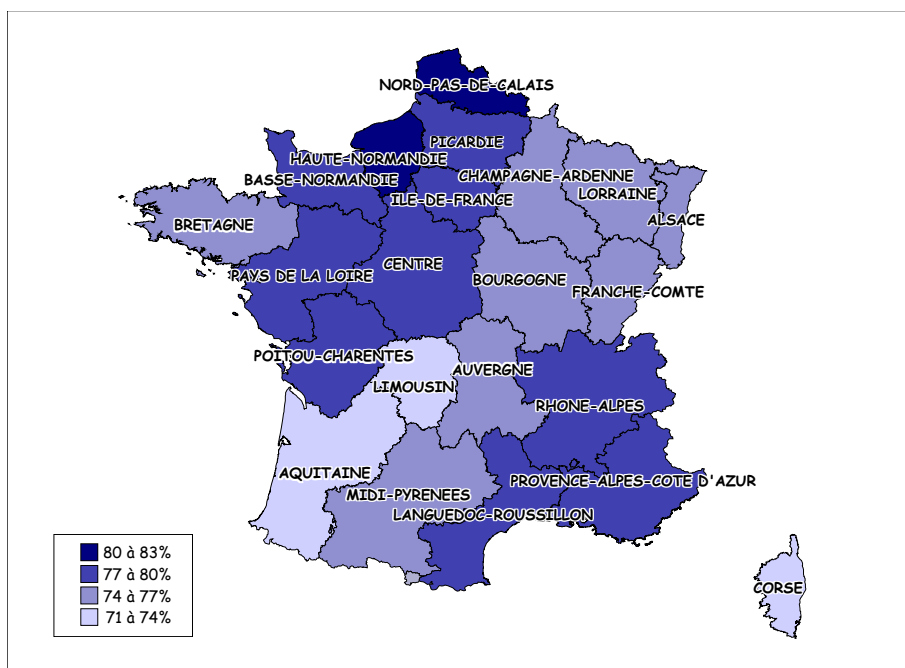 NORD-PAS-DE-CALAIS
PICARDIE
HAUTE-NORMANDIE
BASSE-NORMANDIE
CHAMPAGNE-ARDENNE
LORRAINE
ILE-DE-FRANCE
ALSACE
BRETAGNE
PAYS DE LA LOIRE
CENTRE
BOURGOGNE
FRANCHE-COMTE
POITOU-CHARENTES
LIMOUSIN
AUVERGNE
RHONE-ALPES
AQUITAINE
MIDI-PYRENEES
PROVENCE-ALPES-COTE D'AZUR
LANGUEDOC-ROUSSILLON
CORSE
80 à 83%
77 à 80%
74 à 77%
71 à 74%